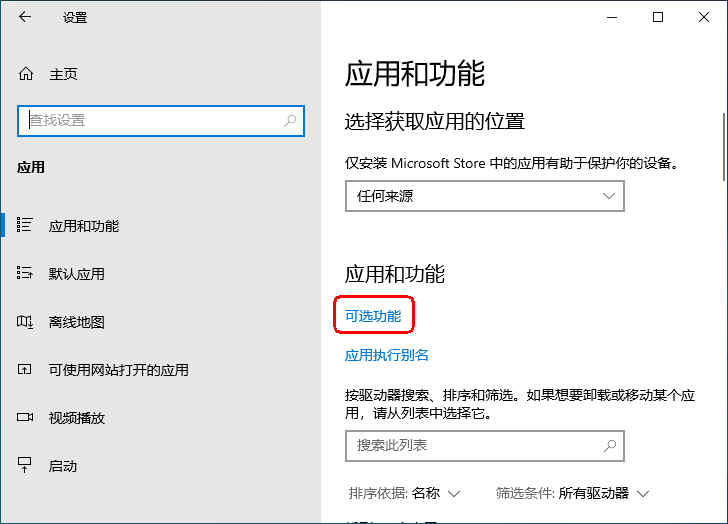 设置
主页
查找设置
应用
应用和功能
默认应用
离线地图
可使用网站打开的应用
视频播放
启动
应用和功能
选择获取应用的位置
仅安装 Microsoft Store 中的应用有助于保护你的设备。
任何来源
应用和功能
可选功能
应用执行别名
按驱动器搜索、排序和筛选。如果想要卸载或移动某个应
用，请从列表中选择它。
搜索此列表
排序依据: 名称 筛选条件: 所有驱动器